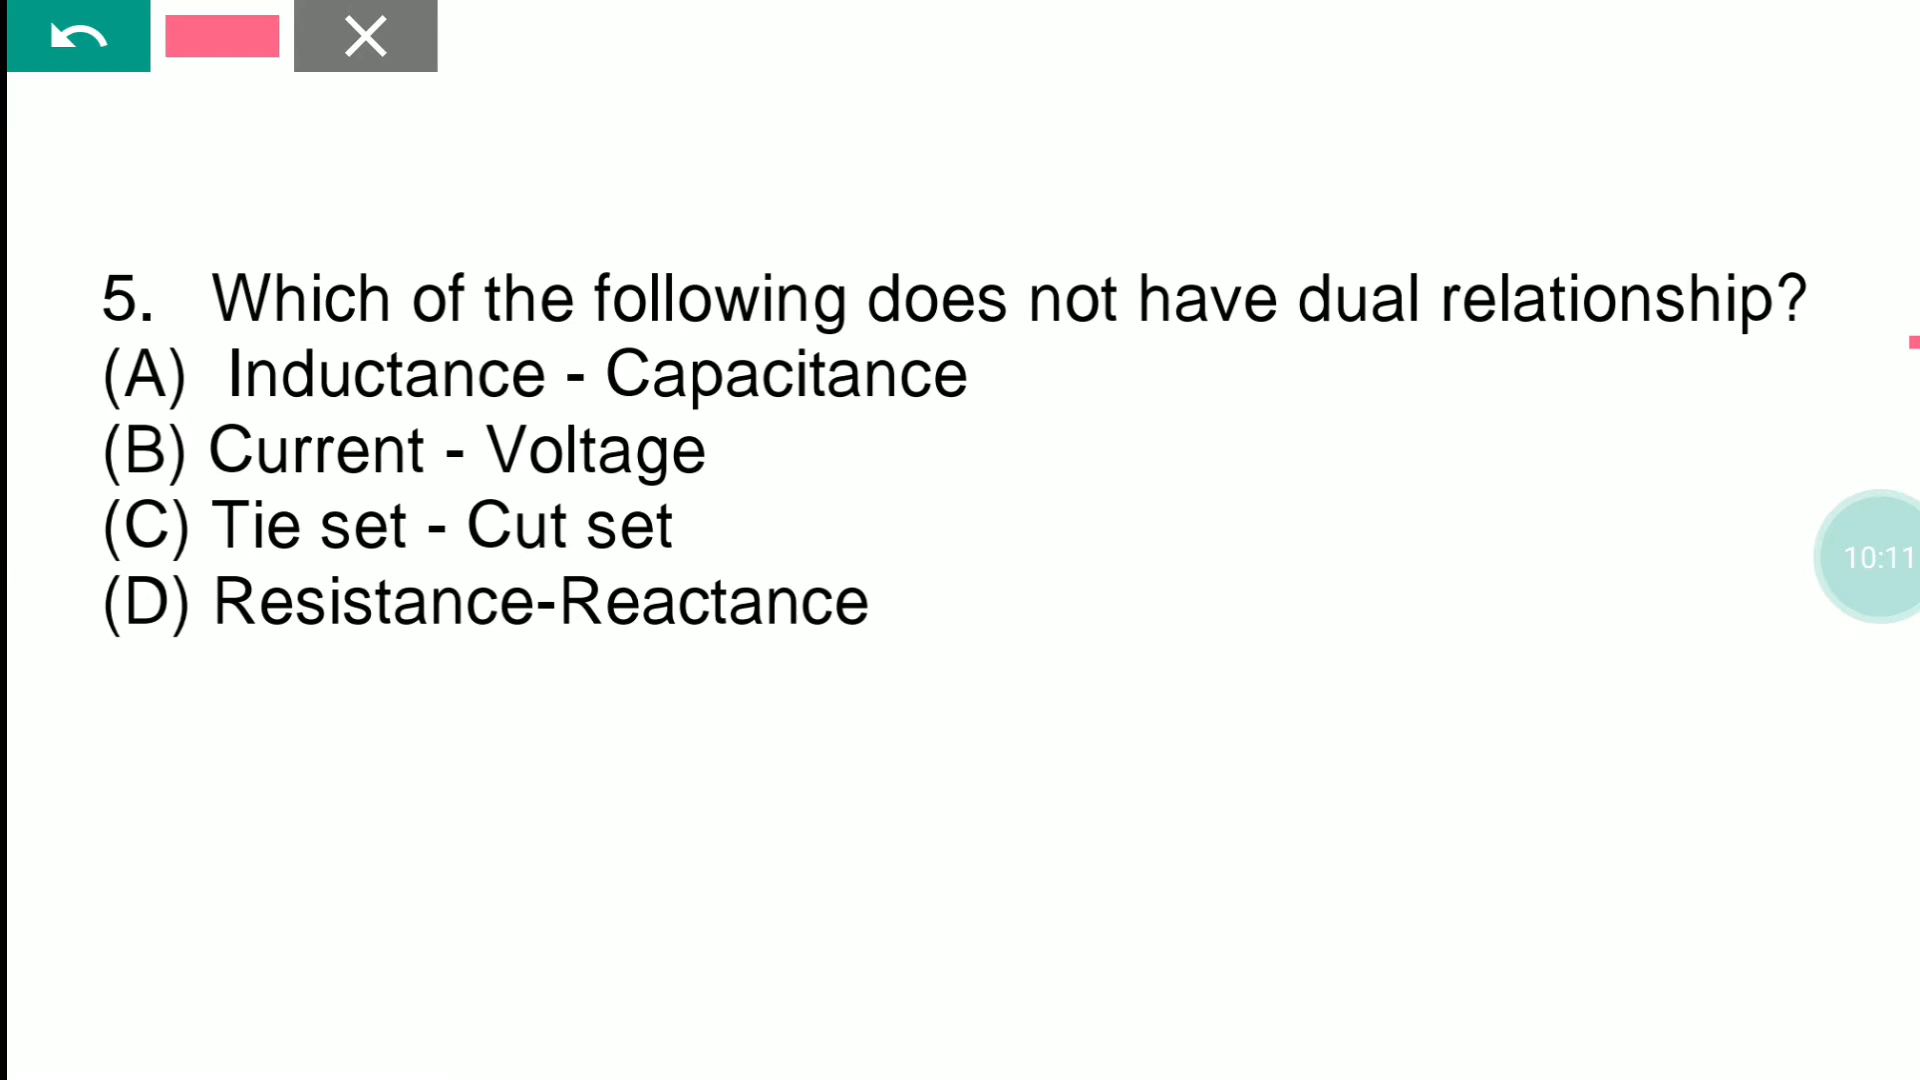 5. Which of the following does not have dual relationship?
(A) Inductance - Capacitance
(B) Current - Voltage
(C) Tie set - Cut set
(D) Resistance-Reactance
10:11